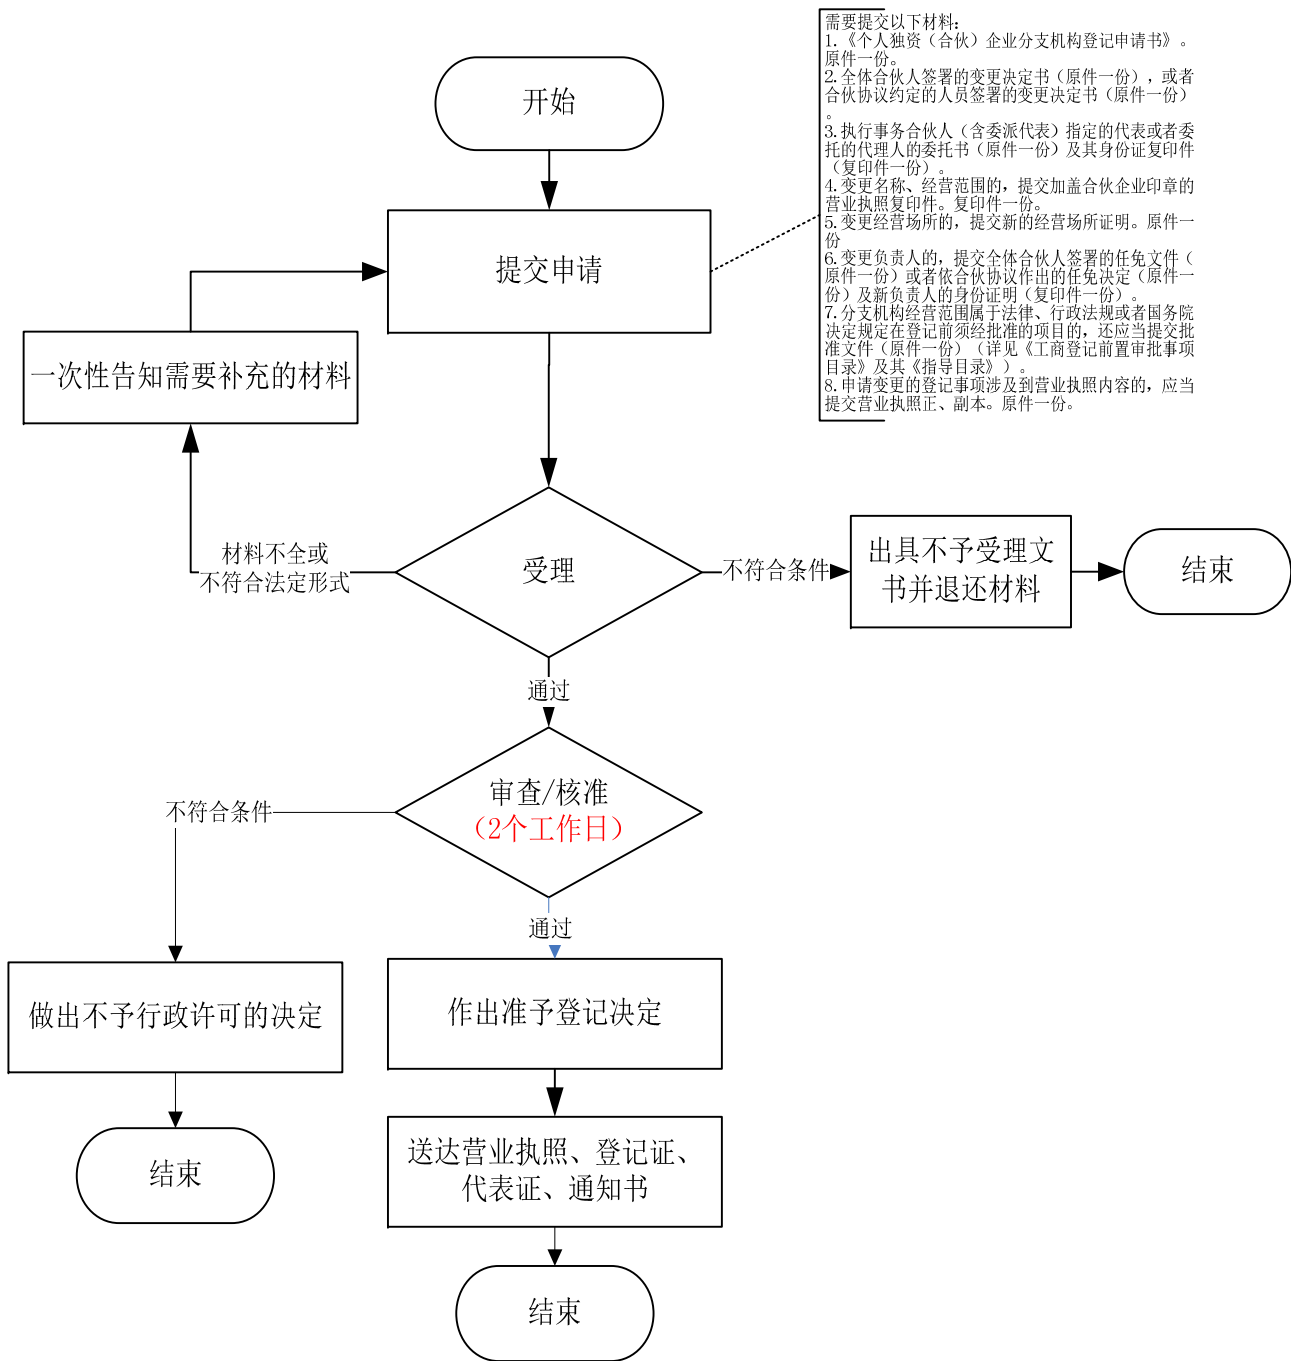 需要提交以下材料：
1.《个人独资（合伙）企业分支机构登记申请书》。
原件一份。
2.全体合伙人签署的变更决定书（原件一份），或者
合伙协议约定的人员签署的变更决定书（原件一份）
。
3.执行事务合伙人（含委派代表）指定的代表或者委
托的代理人的委托书（原件一份）及其身份证复印件
（复印件一份）。
4.变更名称、经营范围的，提交加盖合伙企业印章的
营业执照复印件。复印件一份。
5.变更经营场所的，提交新的经营场所证明。原件一
份
6.变更负责人的，提交全体合伙人签署的任免文件（
原件一份）或者依合伙协议作出的任免决定（原件一
份）及新负责人的身份证明（复印件一份）。
7.分支机构经营范围属于法律、行政法规或者国务院
决定规定在登记前须经批准的项目的，还应当提交批
准文件（原件一份）（详见《工商登记前置审批事项
目录》及其《指导目录》）。
8.申请变更的登记事项涉及到营业执照内容的，应当
提交营业执照正、副本。原件一份。
开始
提交申请
一次性告知需要补充的材料
材料不全或
不符合法定形式
受理
不符合条件
出具不予受理文
书并退还材料
结束
通过
审查/核准
（2个工作日）
不符合条件
通过
做出不予行政许可的决定
作出准予登记决定
结束
送达营业执照、登记证、
代表证、通知书
结束